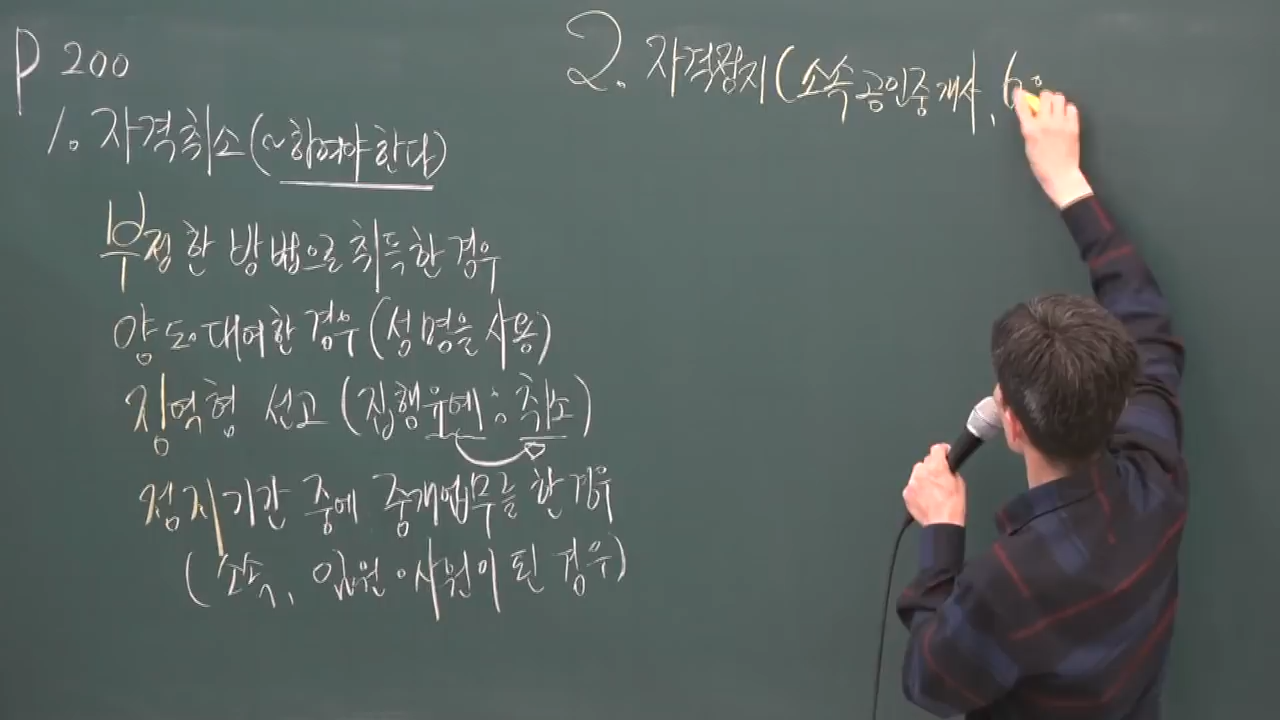 P 200
1. 자격취소 (~하여야 한다)
부정한 방법으로 취득한 경우
양도·대여한 경우 (성명을 사용)
징역형 선고 (집행유예 : 취소)
정지기간 중에 중개업무를 한 경우
(소속, 임원·사원이 된 경우)
2. 자격정지 (소속공인중개사, 6